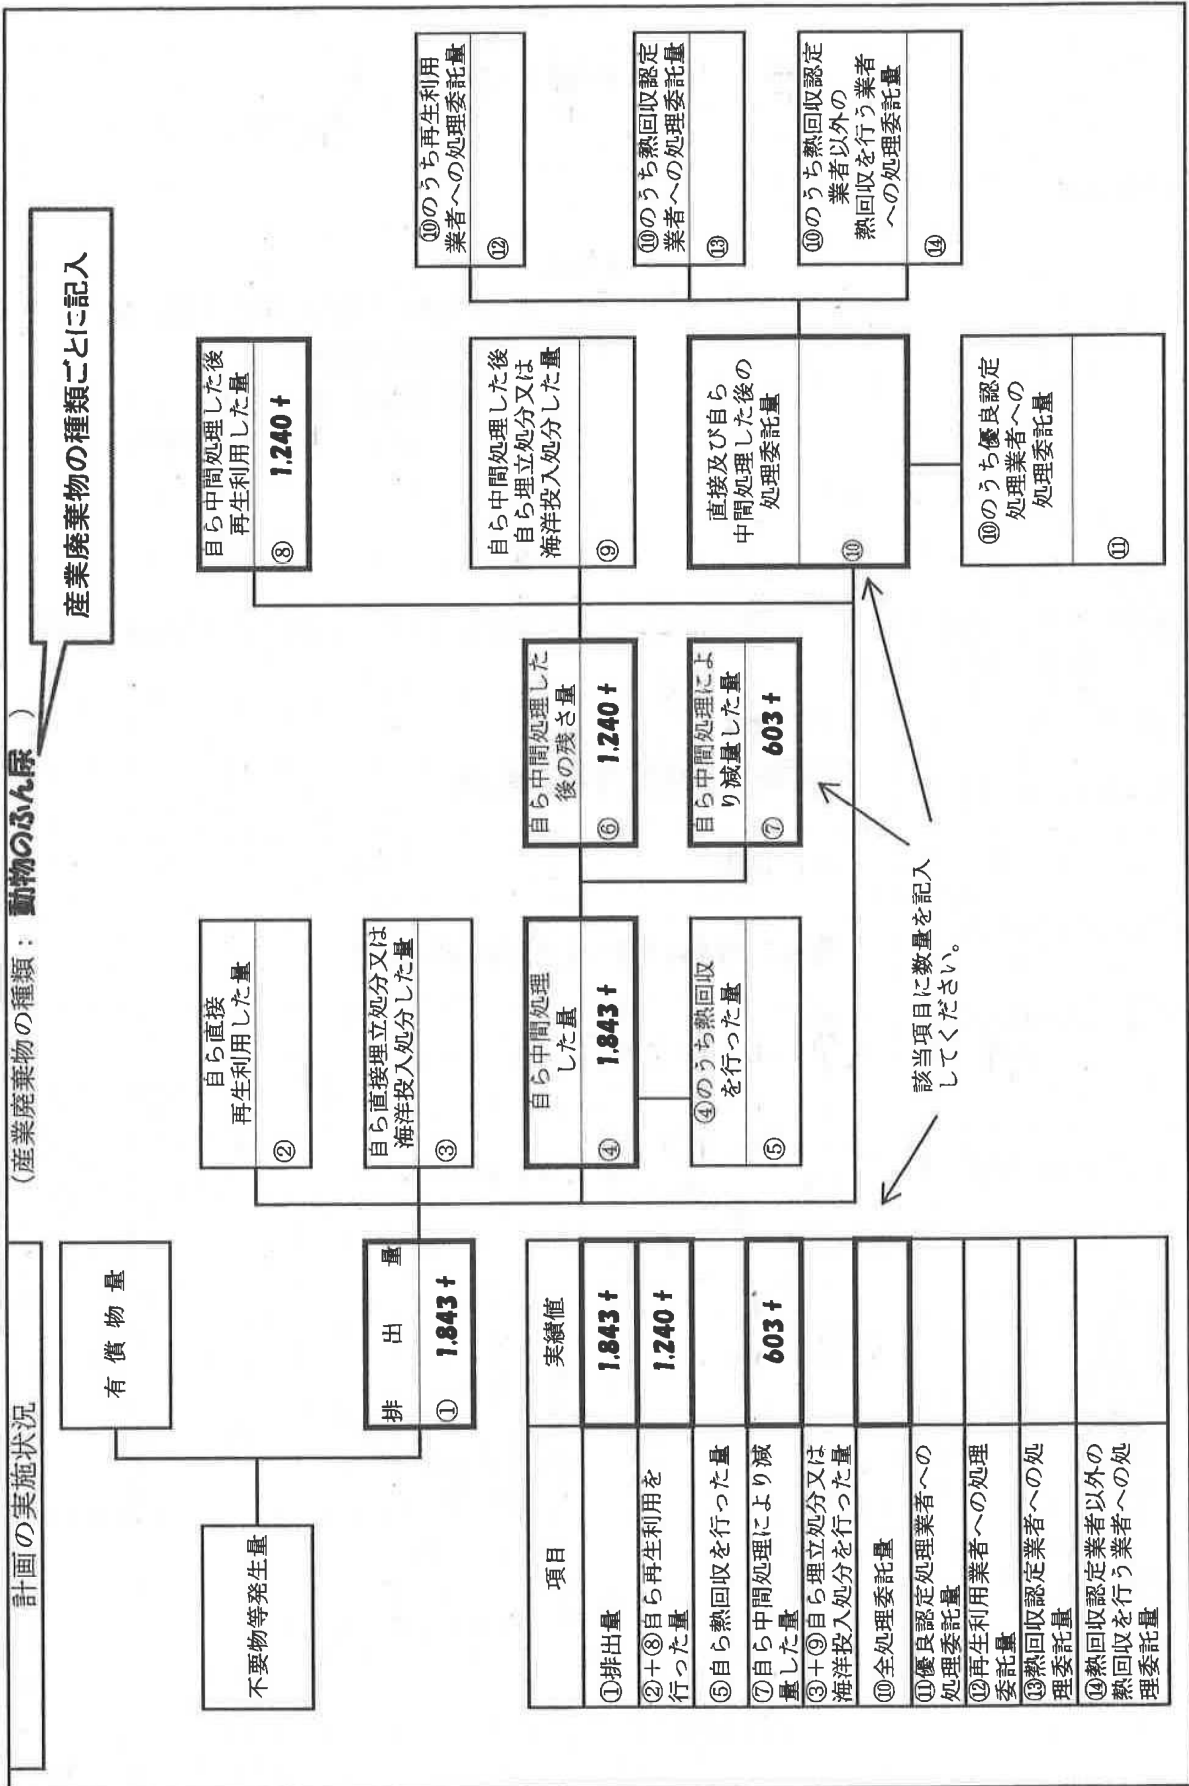 計画の実施状況
(産業廃棄物の種類： 動物のふん尿 )
産業廃棄物の種類ごとに記入
不要物等発生量
有償物量
排出量
① 1.843t
自ら直接
再生利用した量
②
自ら直接埋立処分又は
海洋投入処分した量
③
自ら中間処理
した量
④ 1.843t
④のうち熱回収
を行った量
⑤
自ら中間処理した
後の残さ量
⑥ 1.240t
自ら中間処理によ
り減量した量
⑦ 603t
自ら中間処理した後
再生利用した量
⑧ 1.240t
自ら中間処理した後
自ら埋立処分又は
海洋投入処分した量
⑨
直接及び自ら
中間処理した後の
処理委託量
⑩
⑩のうち優良認定
処理業者への
処理委託量
⑪
⑩のうち再生利用
業者への処理委託量
⑫
⑩のうち熱回収認定
業者への処理委託量
⑬
⑩のうち熱回収認定
業者以外の
熱回収を行う業者
への処理委託量
⑭
該当項目に数量を記入
してください。
項目 実績値
①排出量 1.843t
②+⑧自ら再生利用を
行った量 1.240t
⑤自ら熱回収を行った量
⑦自ら中間処理により減
量した量 603t
③+⑨自ら埋立処分又は
海洋投入処分を行った量
⑩全処理委託量
⑪優良認定処理業者への
処理委託量
⑫再生利用業者への処理
委託量
⑬熱回収認定業者への処
理委託量
⑭熱回収認定業者以外の
熱回収を行う業者への処
理委託量